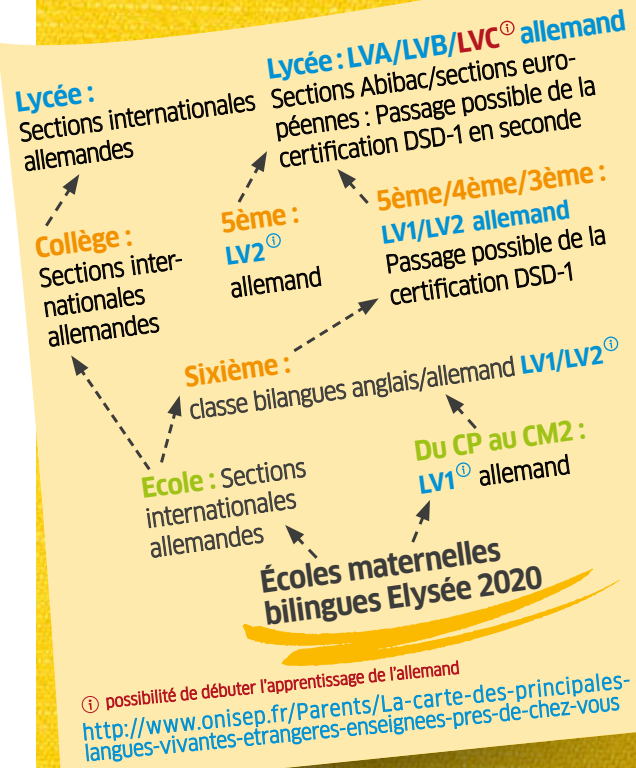 Lycée :
Sections internationales
allemandes
Lycée : LVA/LVB/LVCⓘ allemand
Sections Abibac/sections euro-
péennes : Passage possible de la
certification DSD-1 en seconde
Collège :
Sections inter-
nationales
allemandes
5ème :
LV2ⓘ
allemand
5ème/4ème/3ème :
LV1/LV2 allemand
Passage possible de la
certification DSD-1
Sixième :
classe bilangues anglais/allemand LV1/LV2ⓘ
Ecole : Sections
internationales
allemandes
Du CP au CM2 :
LV1ⓘ allemand
Écoles maternelles
bilingues Elysée 2020
ⓘ possibilité de débuter l'apprentissage de l'allemand
http://www.onisep.fr/Parents/La-carte-des-principales-
langues-vivantes-etrangeres-enseignees-pres-de-chez-vous